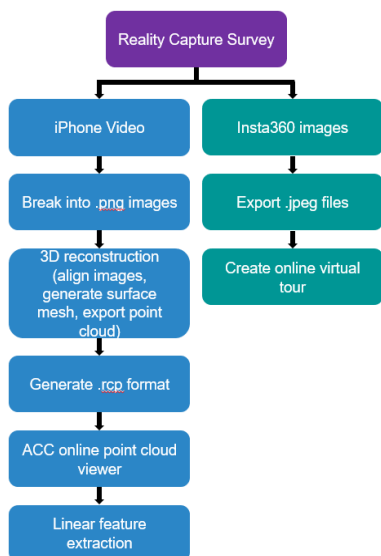 Reality Capture Survey
iPhone Video
Break into .png images
3D reconstruction
(align images,
generate surface
mesh, export point
cloud)
Generate .rcp format
ACC online point cloud
viewer
Linear feature
extraction
Insta360 images
Export .jpeg files
Create online virtual
tour